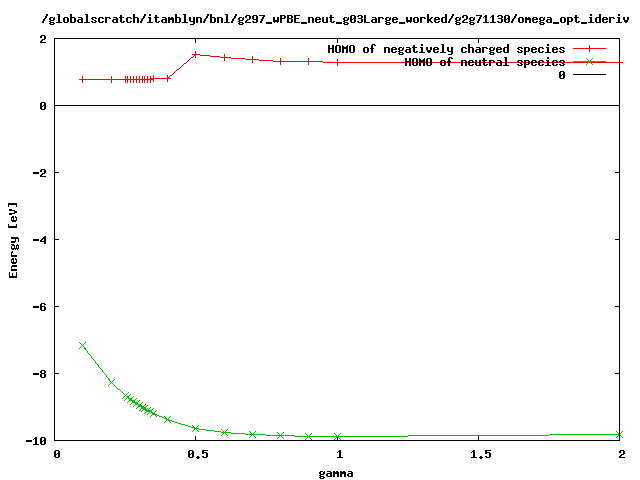 /globalscratch/itamblyn/bnl/g297_wPBE_neut_g03Large_worked/g2g71130/omega_opt_ideriv
HOMO of negatively charged species
HOMO of neutral species
0
2
0
-2
-4
-6
-8
-10
Energy [eV]
0 0.5 1 1.5 2
gamma